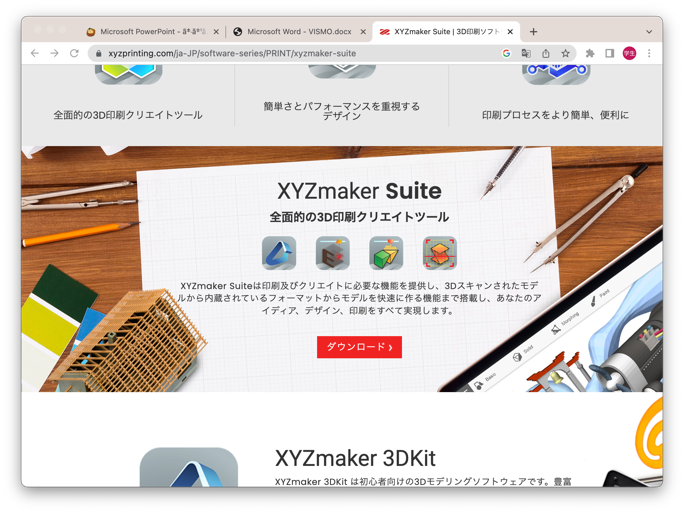 Microsoft PowerPoint -
Microsoft Word - VISMO.docx
XYZmaker Suite | 3D印刷ソフト
xyzprinting.com/ja-JP/software-series/PRINT/xyzmaker-suite
学生
全面的の3D印刷クリエイトツール
簡単さとパフォーマンスを重視する
デザイン
印刷プロセスをより簡単、便利に
XYZmaker Suite
全面的の3D印刷クリエイトツール
XYZmaker Suiteは印刷及びクリエイトに必要な機能を提供し、3Dスキャンされたモデ
ルから内蔵されているフォーマットからモデルを快速に作る機能まで搭載し、あなたのア
イディア、デザイン、印刷をすべて実現します。
ダウンロード ›
Basic
Solid
Morphing
Paint
XYZmaker 3DKit
XYZmaker 3DKit は初心者向けの3Dモデリングソフトウェアです。豊富